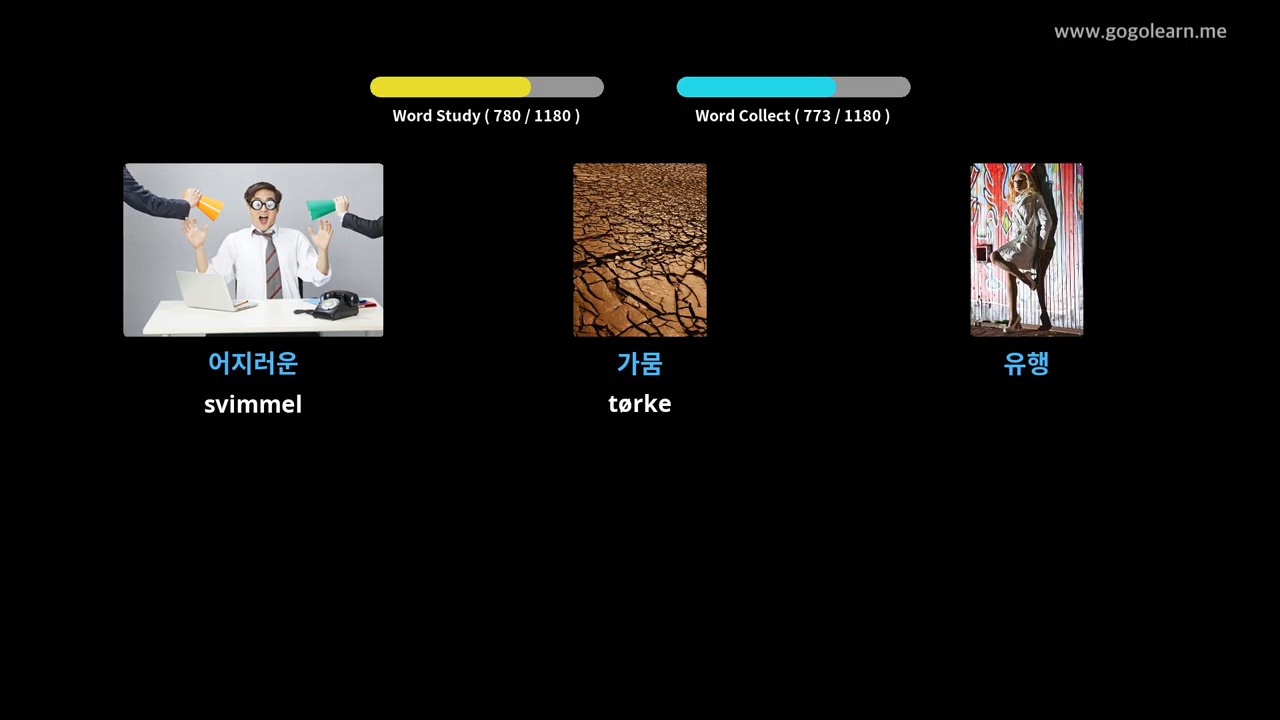 www.gogolearn.me
Word Study ( 780 / 1180 )
Word Collect ( 773 / 1180 )
어지러운
svimmel
가뭄
tørke
유행